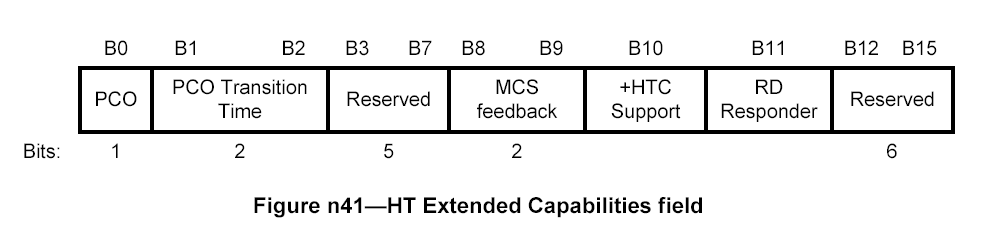 B0 B1 B2 B3 B7 B8 B9 B10 B11 B12 B15
PCO PCO Transition Time Reserved MCS feedback +HTC Support RD Responder Reserved
Bits: 1 2 5 2 6
Figure n41—HT Extended Capabilities field